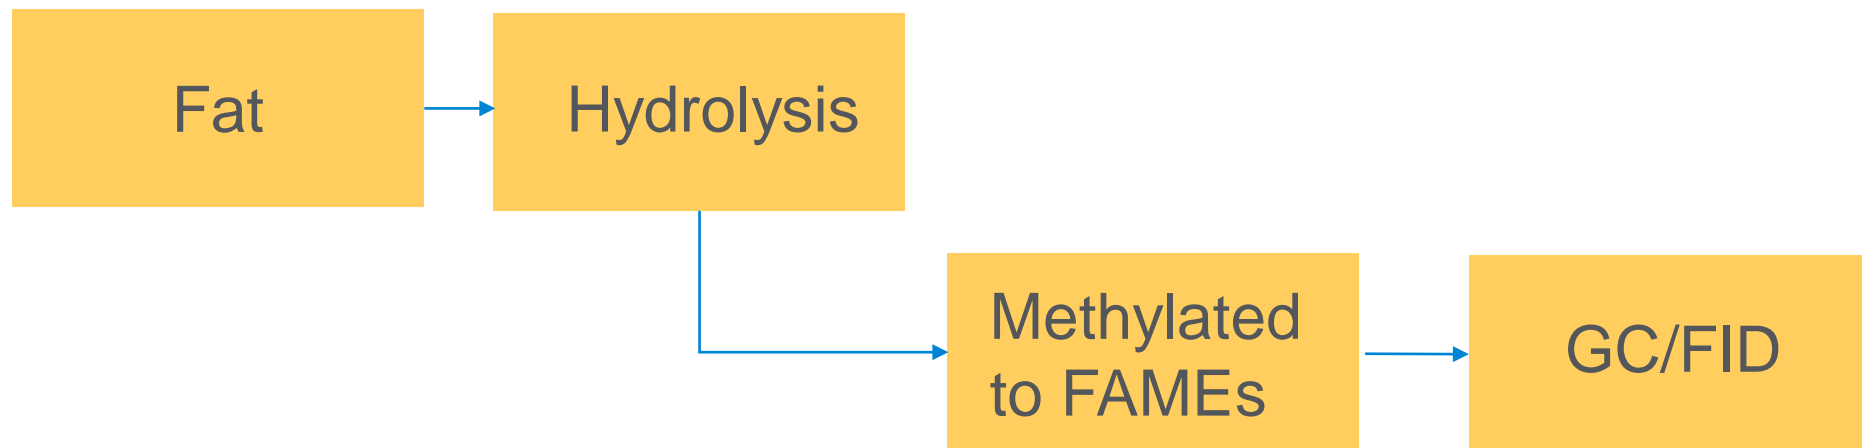 Fat
Hydrolysis
Methylated
to FAMEs
GC/FID